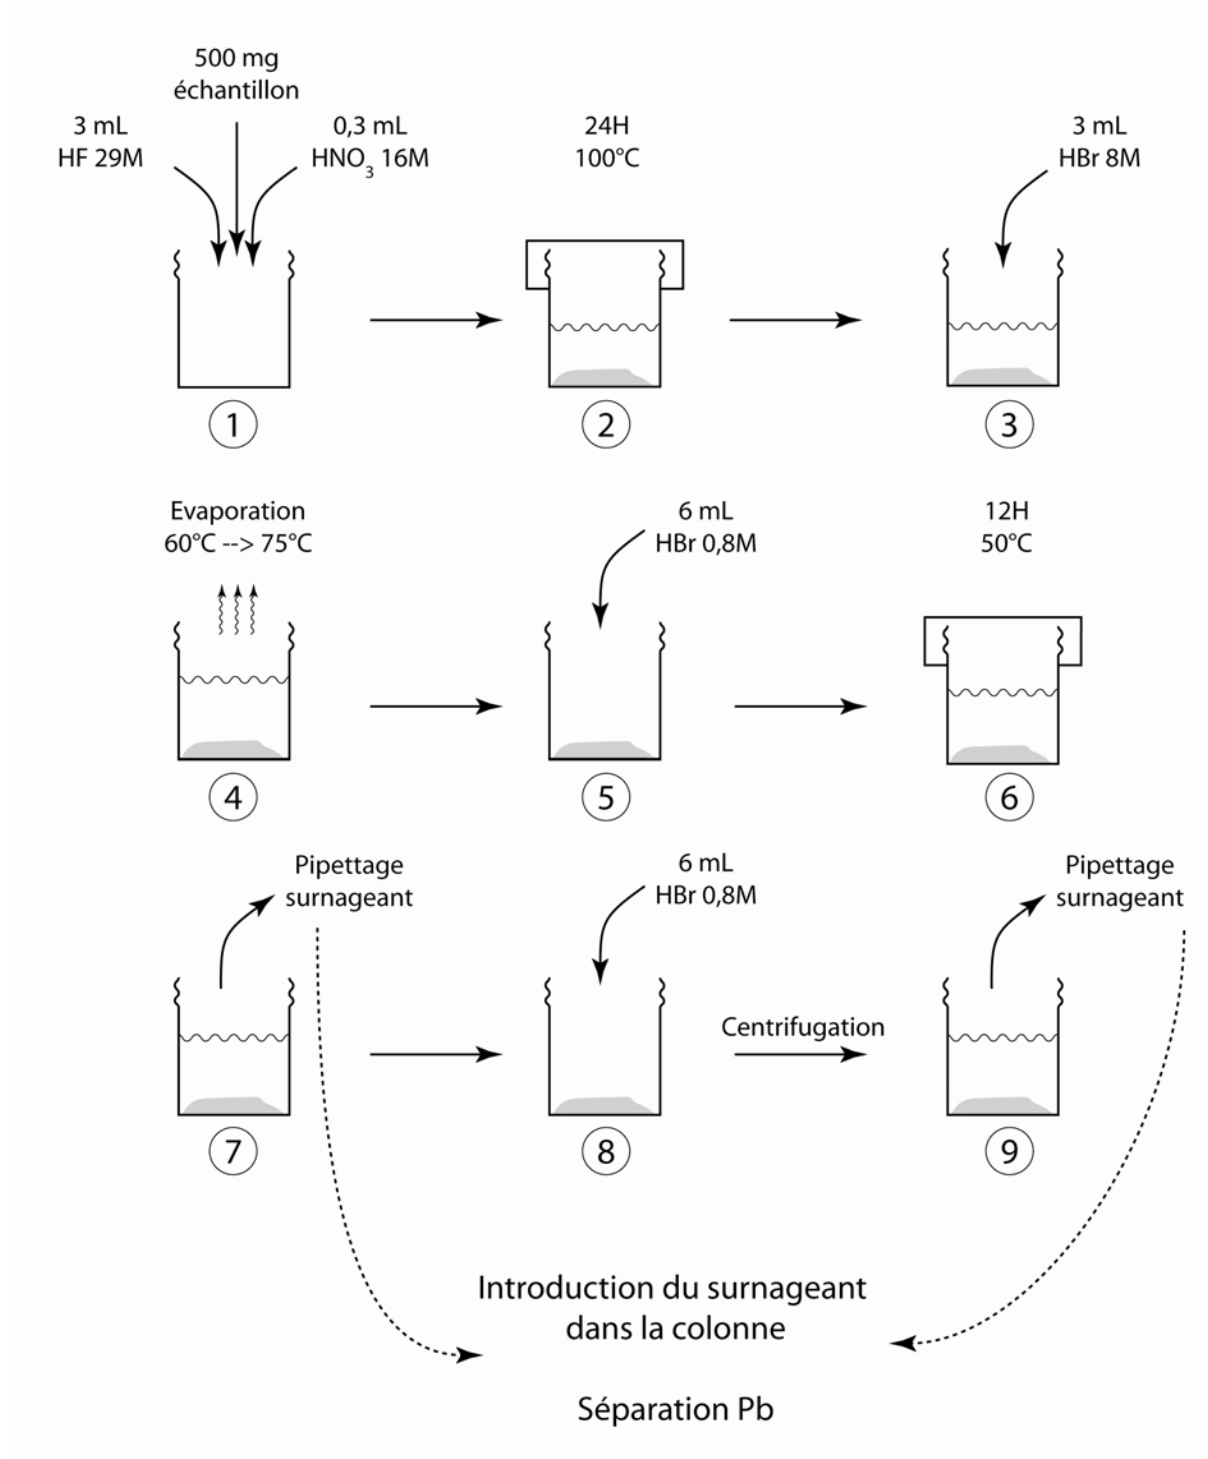 500 mg
échantillon
3 mL
HF 29M
0,3 mL
HNO3 16M
24H
100°C
3 mL
HBr 8M
1
2
3
Evaporation
60°C --> 75°C
6 mL
HBr 0,8M
12H
50°C
4
5
6
Pipettage
surnageant
6 mL
HBr 0,8M
Pipettage
surnageant
Centrifugation
7
8
9
Introduction du surnageant
dans la colonne
Séparation Pb